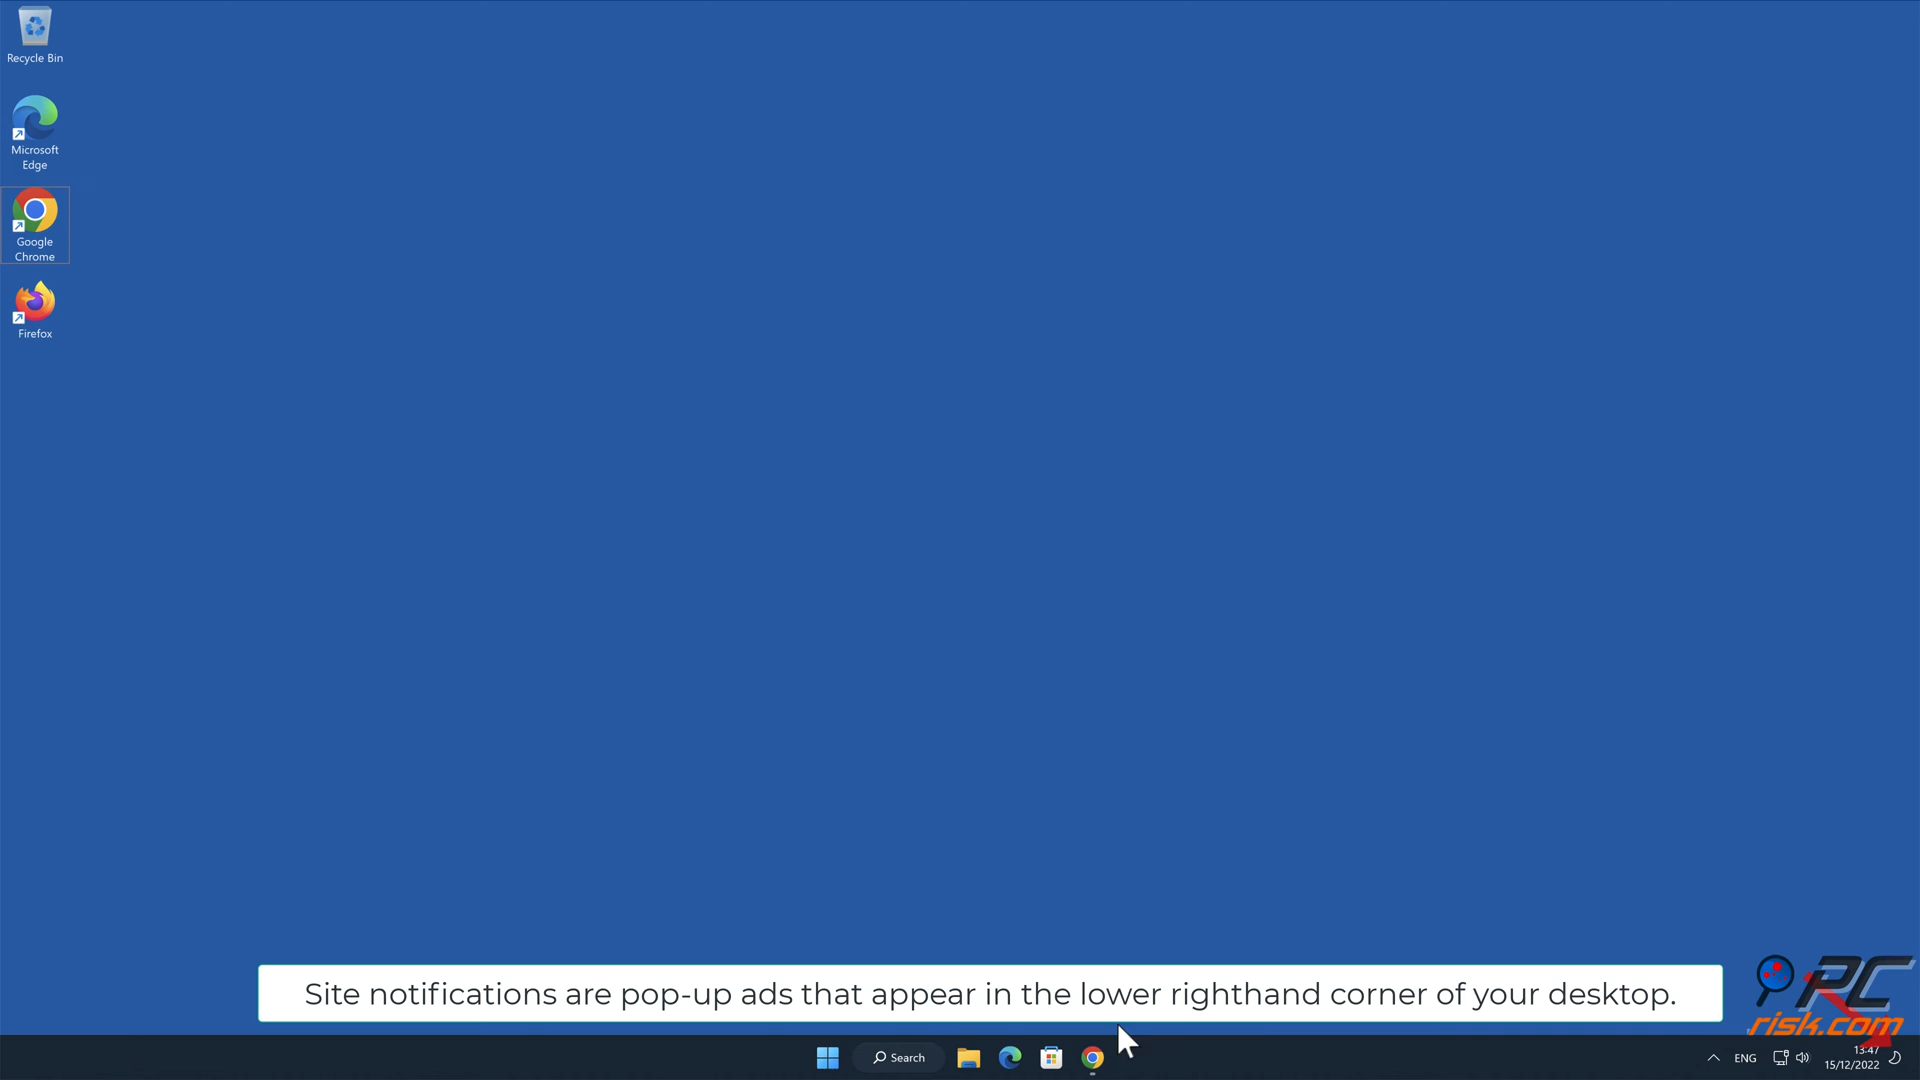 Recycle Bin
Microsoft
Edge
Google
Chrome
Firefox
Site notifications are pop-up ads that appear in the lower righthand corner of your desktop.
PC
risk.com
Search
ENG
13:47
15/12/2022